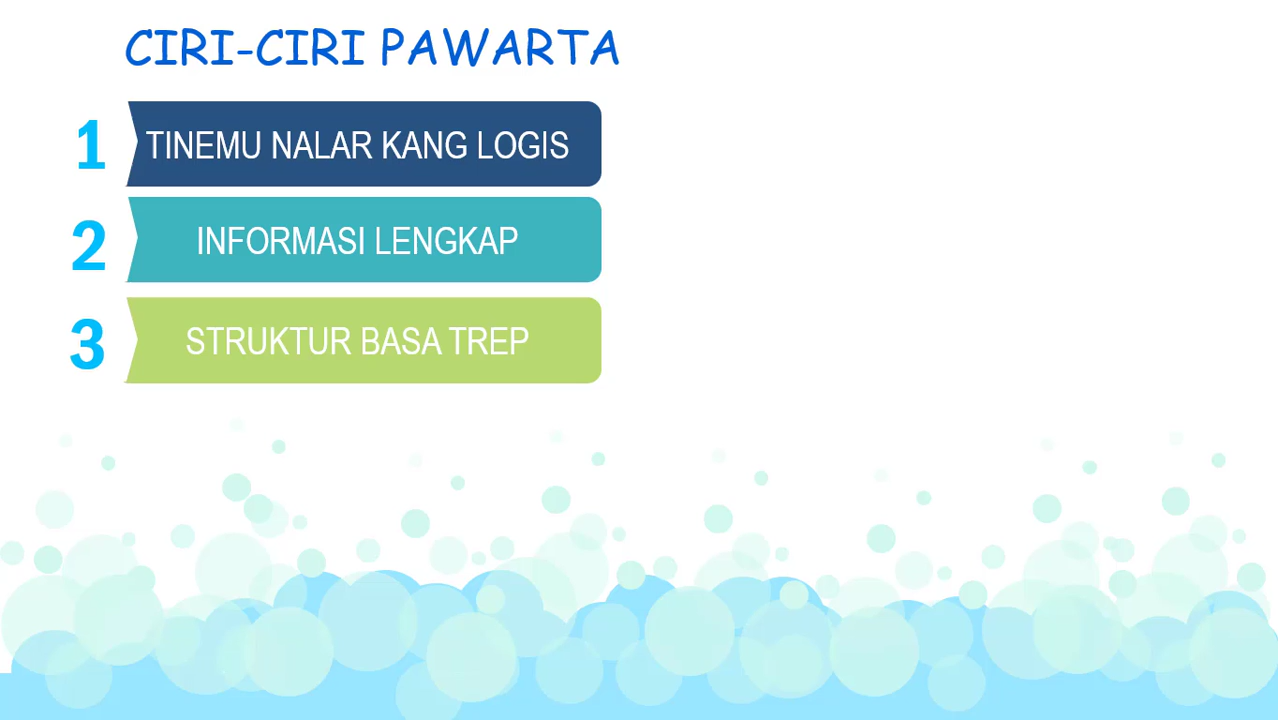 CIRI-CIRI PAWARTA
1 TINEMU NALAR KANG LOGIS
2 INFORMASI LENGKAP
3 STRUKTUR BASA TREP